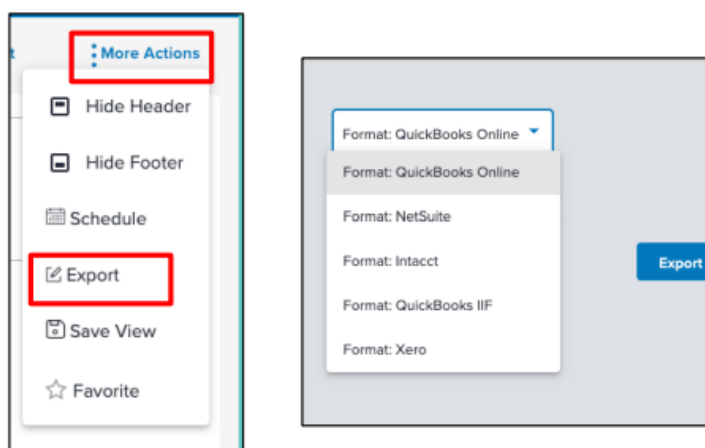 t
More Actions
Hide Header
Hide Footer
Schedule
Export
Save View
Favorite
Format: QuickBooks Online
Format: QuickBooks Online
Format: NetSuite
Format: Intacct
Format: QuickBooks IIF
Format: Xero
Export